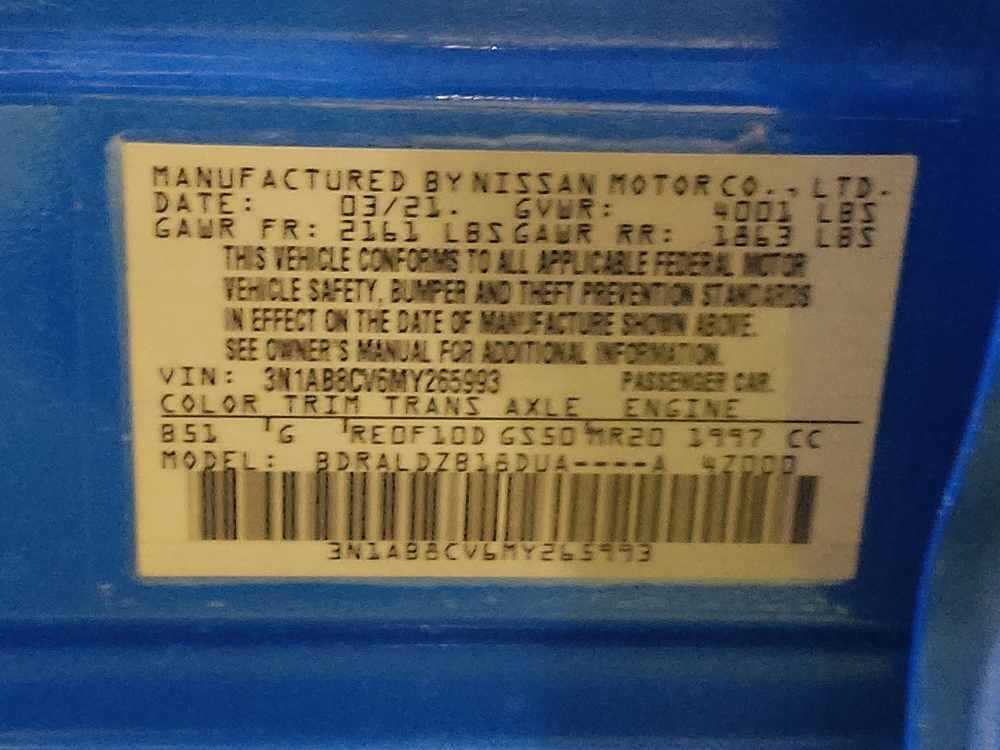 MANUFACTURED BY NISSAN MOTOR CO., LTD.
DATE: 03/21. GVWR: 4001 LBS
GAWR FR: 2161 LBS GAWR RR: 1863 LBS
THIS VEHICLE CONFORMS TO ALL APPLICABLE FEDERAL MOTOR
VEHICLE SAFETY, BUMPER AND THEFT PREVENTION STANDARDS
IN EFFECT ON THE DATE OF MANUFACTURE SHOWN ABOVE.
SEE OWNER'S MANUAL FOR ADDITIONAL INFORMATION.
VIN: 3N1AB8CV6MY265993 PASSENGER CAR.
COLOR TRIM TRANS AXLE ENGINE
B51 G RE0F10D GS50 MR20 1997 CC
MODEL: BDRALDZ818DUA----A 4Z000
3N1AB8CV6MY265993